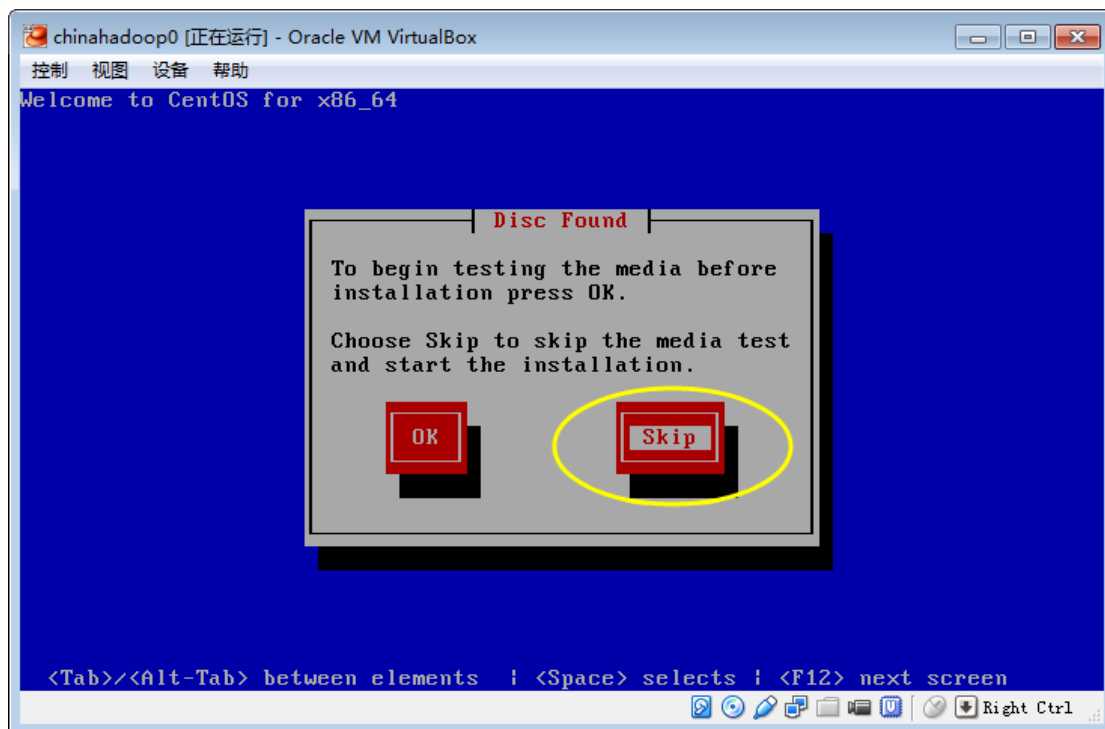 chinahadoop0 [正在运行] - Oracle VM VirtualBox
控制 视图 设备 帮助
Welcome to CentOS for x86_64
Disc Found
To begin testing the media before
installation press OK.
Choose Skip to skip the media test
and start the installation.
OK Skip
<Tab>/<Alt-Tab> between elements | <Space> selects | <F12> next screen
Right Ctrl